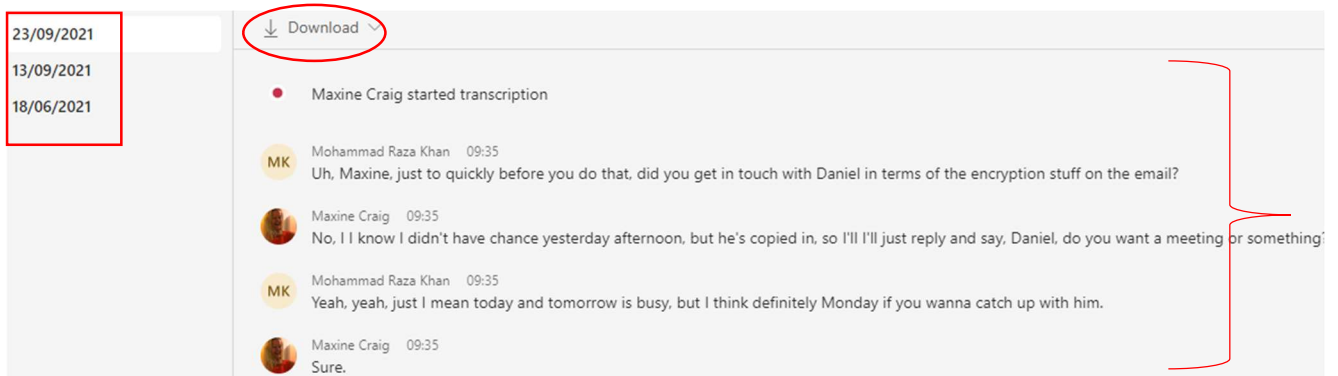 23/09/2021
13/09/2021
18/06/2021
Download
Maxine Craig started transcription
Mohammad Raza Khan 09:35
MK
Uh, Maxine, just to quickly before you do that, did you get in touch with Daniel in terms of the encryption stuff on the email?
Maxine Craig 09:35
No, I I know I didn't have chance yesterday afternoon, but he's copied in, so I'll I'll just reply and say, Daniel, do you want a meeting or something?
Mohammad Raza Khan 09:35
MK
Yeah, yeah, just I mean today and tomorrow is busy, but I think definitely Monday if you wanna catch up with him.
Maxine Craig 09:35
Sure.